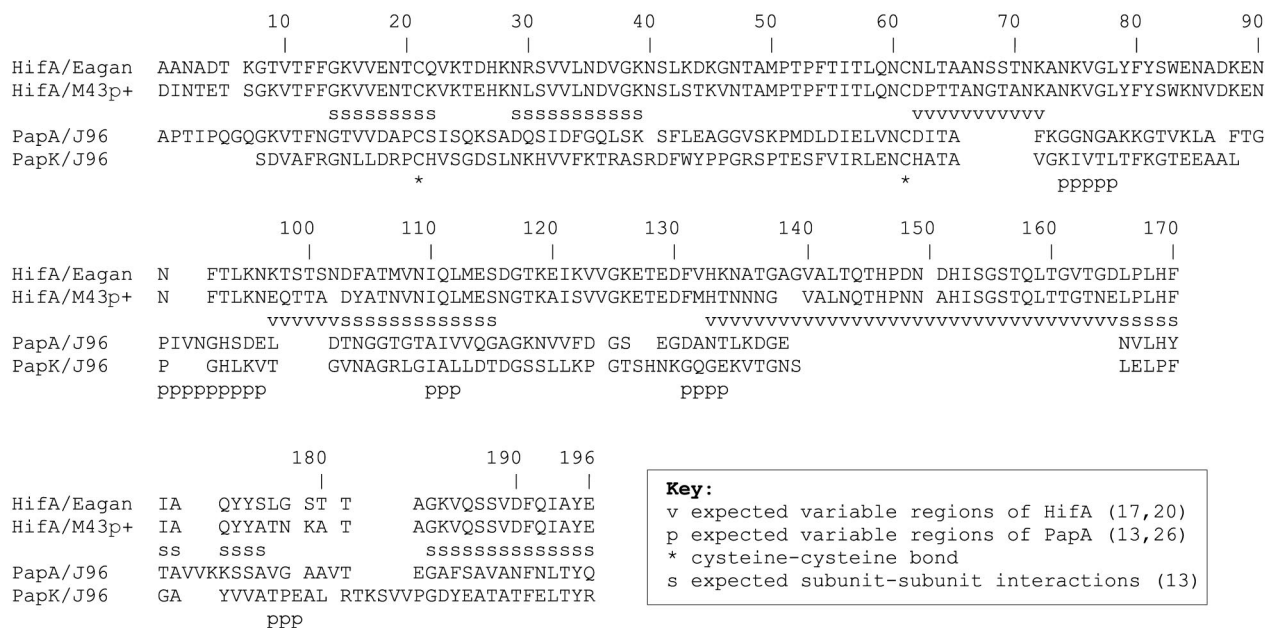 10 20 30 40 50 60 70 80 90
HifA/Eagan AANADT KGTVTFFGKVVENTCQVKTDHKNRSVVLNDVGKNSLKDKGNTAMPTPFTITLQNCNLTAANSSTNKANKVGLYFYSWENADKEN
HifA/M43p+ DINTET SGKVTFFGKVVENTCKVKTEHKNLSVVLNDVGKNSLSTKVNTAMPTPFTITLQNCDPTTANGTANKANKVGLYFYSWKNVDKEN
sssssssss sssssssssss vvvvvvvvvvv
PapA/J96 APTIPQGQGKVTFNGTVVDAPCSISQKSADQSIDFGQLSK SFLEAGGVSKPMDLDIELVNCDITA FKGGNGAKKGTVKLA FTG
PapK/J96 SDVAFRGNLLDRPCHVSGDSLNKHVVFKTRASRDFWYPPGRSPTESFVIRLENCHATA VGKIVTLTFKGTEEAAL
* * ppppp
100 110 120 130 140 150 160 170
HifA/Eagan N FTLKNKTSTSNDFATMVNIQLMESDGTKEIKVVGKETEDFVHKNATGAGVALTQTHPDN DHISGSTQLTGVTGDLPLHF
HifA/M43p+ N FTLKNEQTTA DYATNVNIQLMESNGTKAISVVGKETEDFMHTNNNG VALNQTHPNN AHISGSTQLTTGTNELPLHF
vvvvvvsssssssssssss vvvvvvvvvvvvvvvvvvvvvvvvvvvvvvvvvvsssss
PapA/J96 PIVNGHSDEL DTNGGTGTAIVVQGAGKNVVFD GS EGDANTLKDGE NVLHY
PapK/J96 P GHLKVT GVNAGRLGIALLDTDGSSLLKP GTSHNKGQGEKVTGNS LELPF
ppppppppp ppp pppp
180 190 196
HifA/Eagan IA QYYSLG ST T AGKVQSSVDFQIAYE
HifA/M43p+ IA QYYATN KA T AGKVQSSVDFQIAYE
ss ssss ssssssssssssss
PapA/J96 TAVVKKSSAVG AAVT EGAFSAVANFNLTYQ
PapK/J96 GA YVVATPEAL RTKSVVPGDYEATATFELTYR
ppp
Key:
v expected variable regions of HifA (17,20)
p expected variable regions of PapA (13,26)
* cysteine-cysteine bond
s expected subunit-subunit interactions (13)